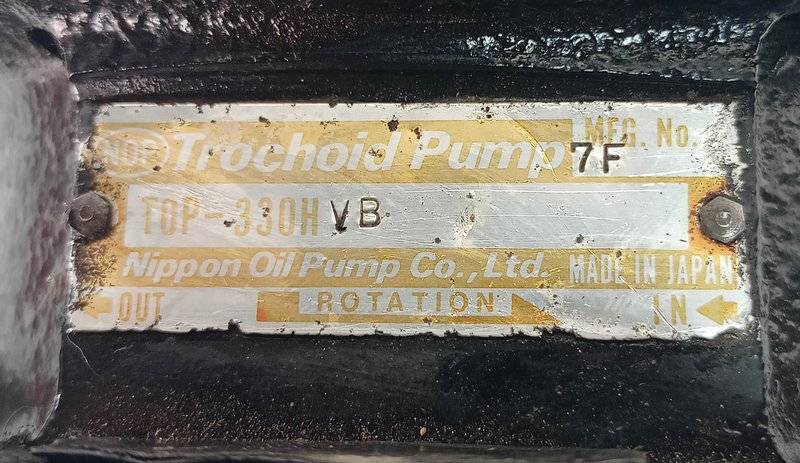 NOP Trochoid Pump MFG. No.
7F
TOP-330H VB
Nippon Oil Pump Co., Ltd. MADE IN JAPAN
OUT ROTATION IN